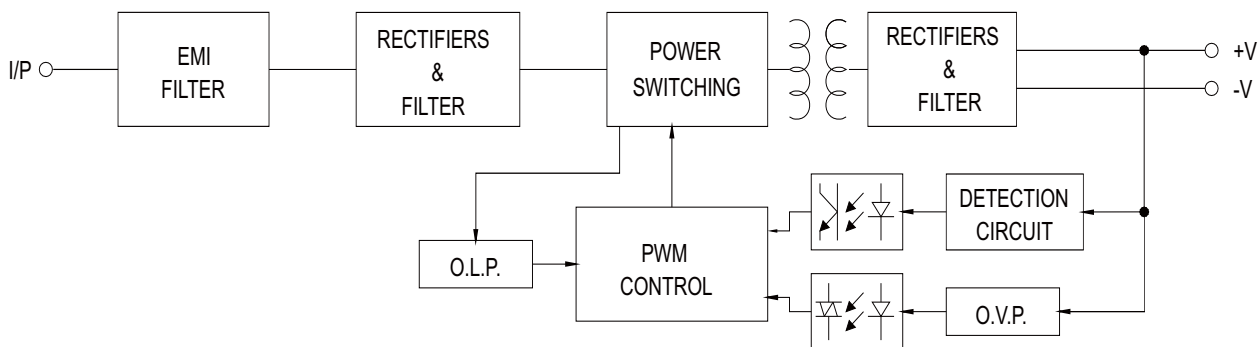 I/P
EMI
FILTER
RECTIFIERS
&
FILTER
POWER
SWITCHING
RECTIFIERS
&
FILTER
+V
-V
O.L.P.
PWM
CONTROL
DETECTION
CIRCUIT
O.V.P.